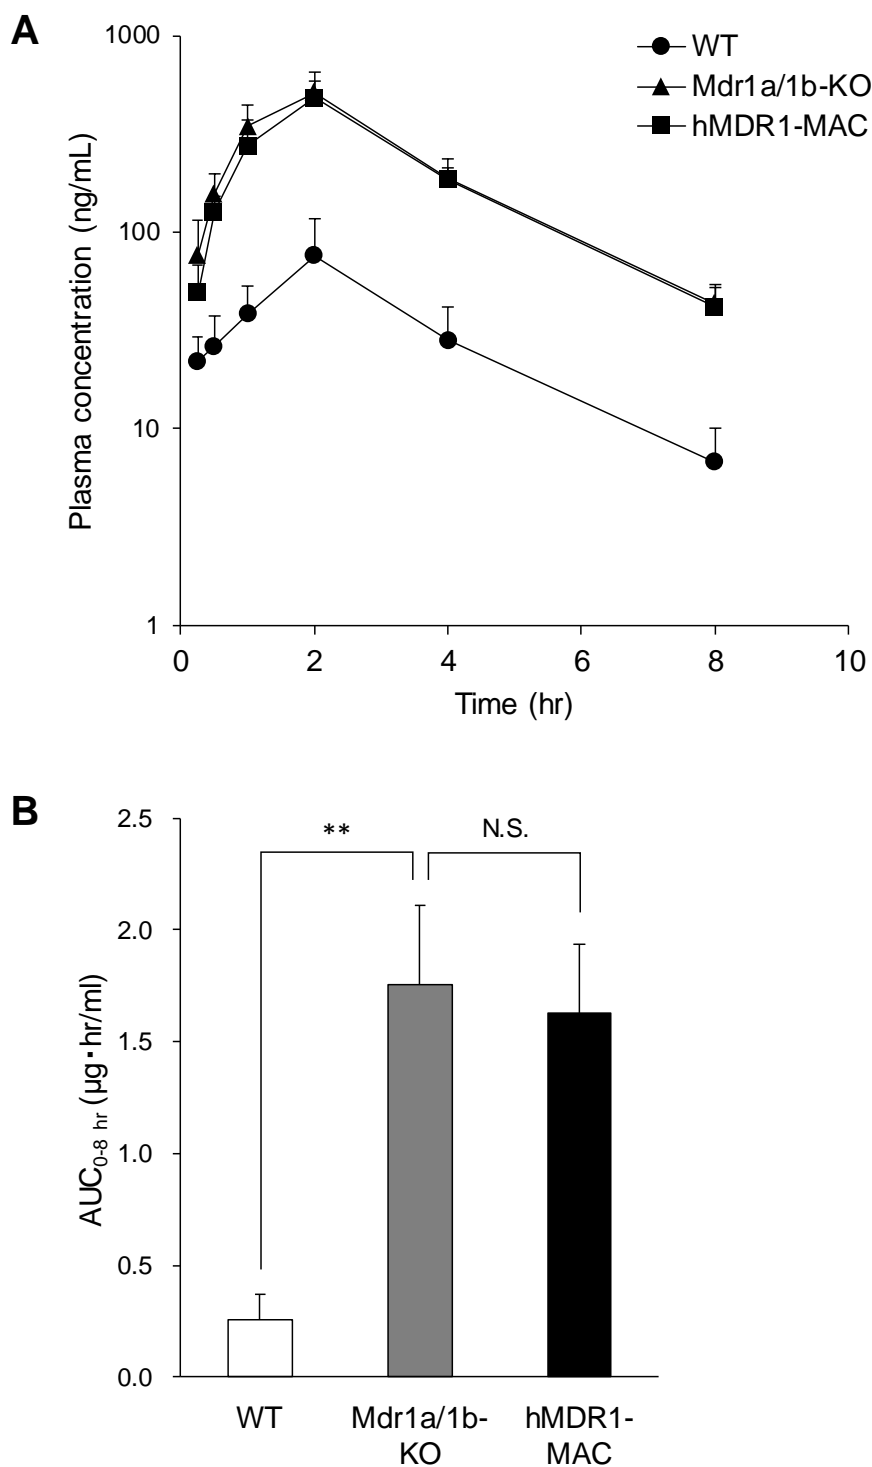 A
WT
Mdr1a/1b-KO
hMDR1-MAC
Plasma concentration (ng/mL)
1000
100
10
1
0 2 4 6 8 10
Time (hr)
B
AUC0-8 hr (µg・hr/ml)
2.5
2.0
1.5
1.0
0.5
0.0
**
N.S.
WT
Mdr1a/1b-
KO
hMDR1-
MAC